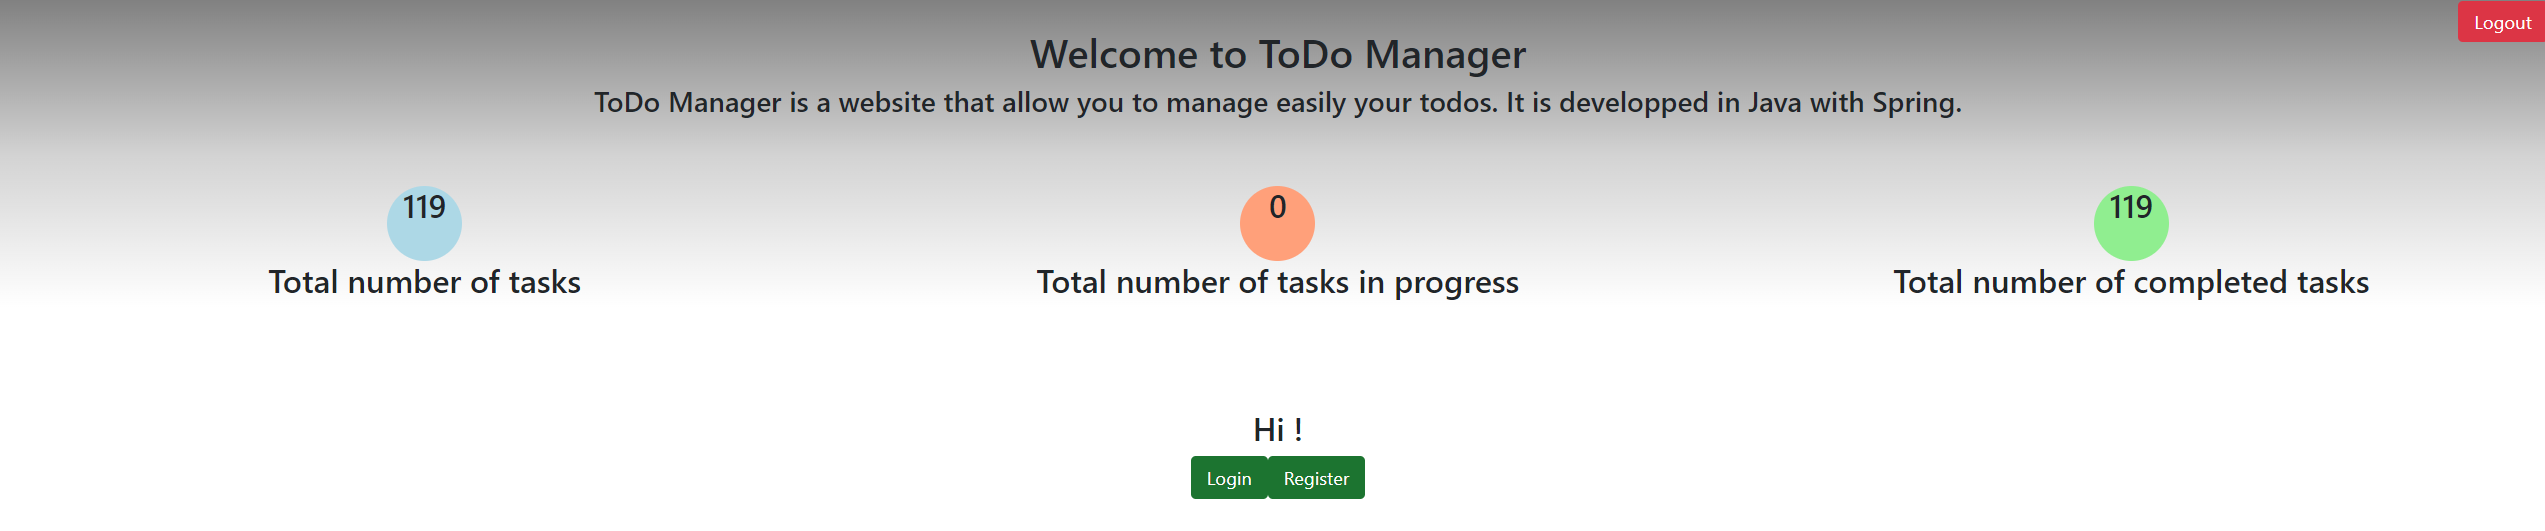 Logout
Welcome to ToDo Manager
ToDo Manager is a website that allow you to manage easily your todos. It is developped in Java with Spring.
119
Total number of tasks
0
Total number of tasks in progress
119
Total number of completed tasks
Hi !
Login Register